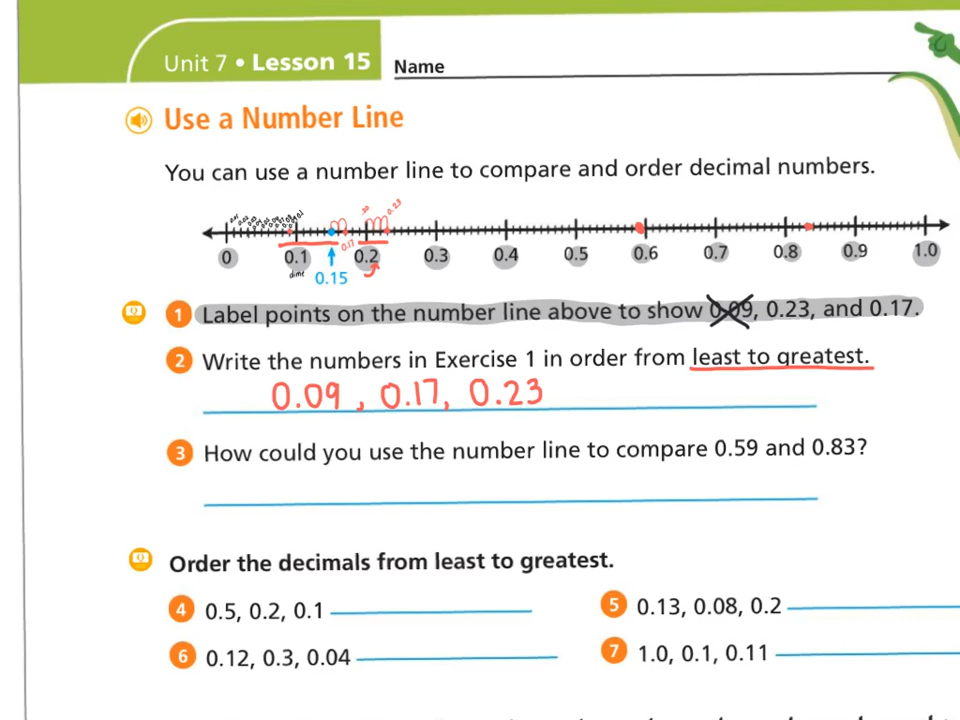 Unit 7 • Lesson 15
Name
Use a Number Line
You can use a number line to compare and order decimal numbers.
0.23
0.17
0 0.1 0.2 0.3 0.4 0.5 0.6 0.7 0.8 0.9 1.0
dime
0.15
1 Label points on the number line above to show 0.09, 0.23, and 0.17.
2 Write the numbers in Exercise 1 in order from least to greatest.
0.09, 0.17, 0.23
3 How could you use the number line to compare 0.59 and 0.83?
Order the decimals from least to greatest.
4 0.5, 0.2, 0.1
5 0.13, 0.08, 0.2
6 0.12, 0.3, 0.04
7 1.0, 0.1, 0.11